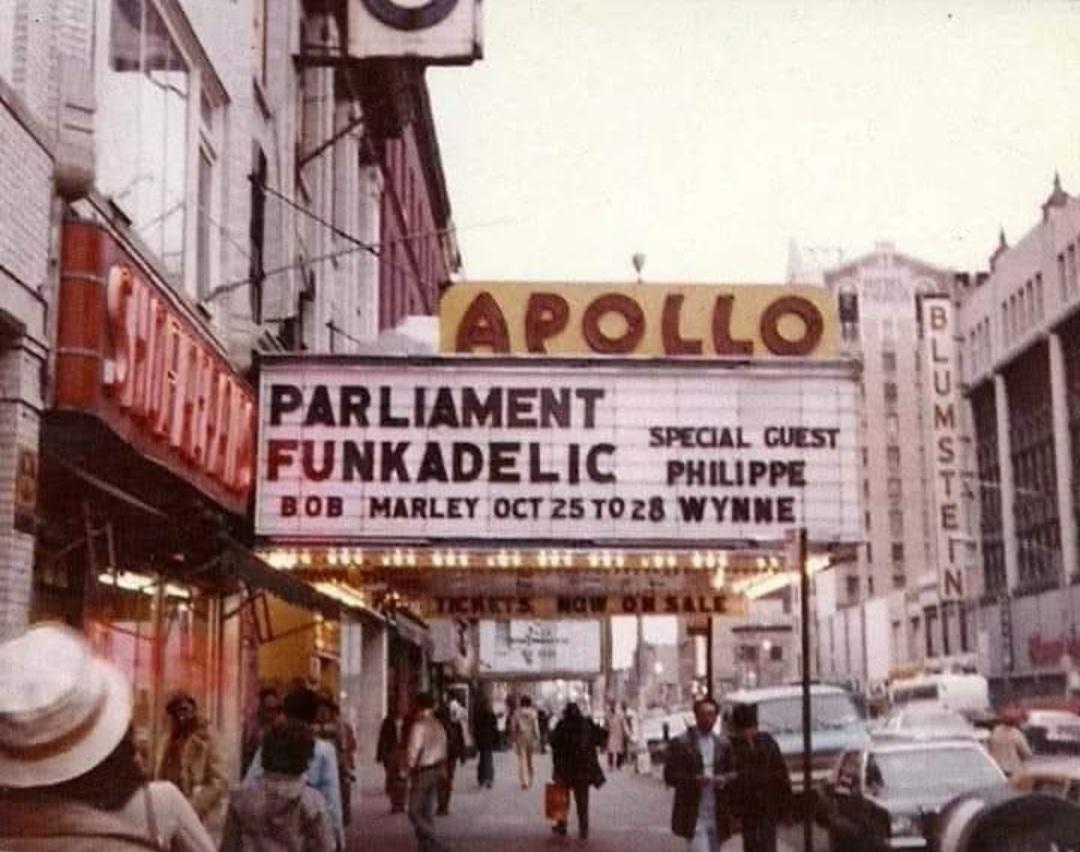 APOLLO
PARLIAMENT
FUNKADELIC
SPECIAL GUEST
PHILIPPE
WYNNE
BOB MARLEY OCT 25 TO 28
TICKETS NOW ON SALE
BLUMSTEIN